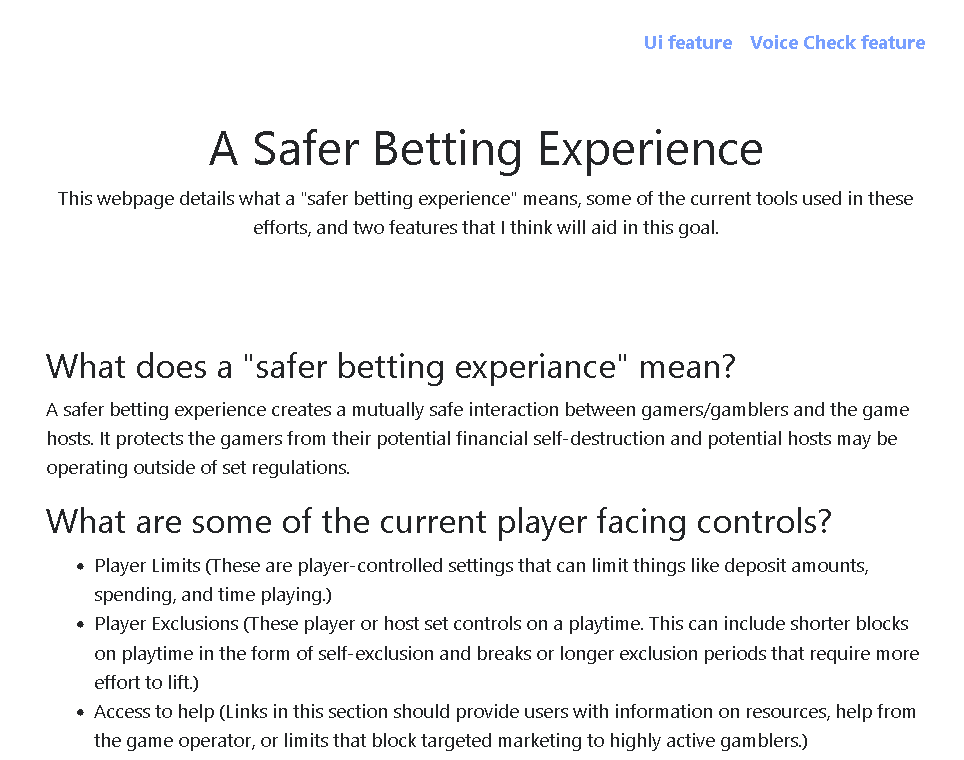 Ui feature Voice Check feature
A Safer Betting Experience
This webpage details what a "safer betting experience" means, some of the current tools used in these
efforts, and two features that I think will aid in this goal.
What does a "safer betting experiance" mean?
A safer betting experience creates a mutually safe interaction between gamers/gamblers and the game
hosts. It protects the gamers from their potential financial self-destruction and potential hosts may be
operating outside of set regulations.
What are some of the current player facing controls?
• Player Limits (These are player-controlled settings that can limit things like deposit amounts,
spending, and time playing.)
• Player Exclusions (These player or host set controls on a playtime. This can include shorter blocks
on playtime in the form of self-exclusion and breaks or longer exclusion periods that require more
effort to lift.)
• Access to help (Links in this section should provide users with information on resources, help from
the game operator, or limits that block targeted marketing to highly active gamblers.)